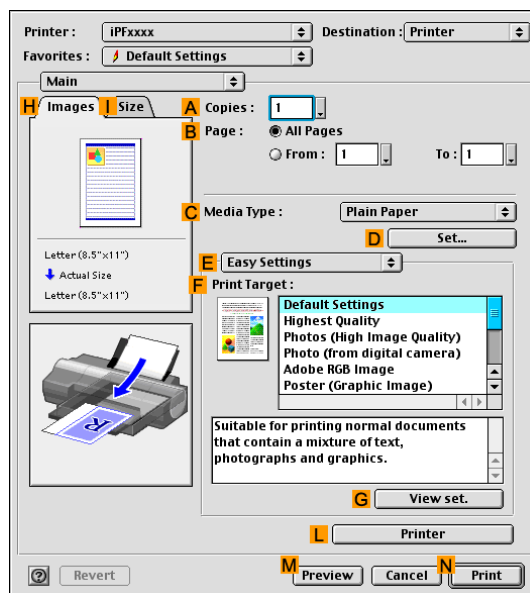 Printer : iPFxxxx Destination : Printer
Favorites : Default Settings
Main
H Images I Size
A Copies : 1
B Page : All Pages
From : 1 To : 1
C Media Type : Plain Paper
D Set...
Letter (8.5"x11")
Actual Size
Letter (8.5"x11")
E Easy Settings
F Print Target :
Default Settings
Highest Quality
Photos (High Image Quality)
Photo (from digital camera)
Adobe RGB Image
Poster (Graphic Image)
R
Suitable for printing normal documents
that contain a mixture of text,
photographs and graphics.
G View set.
L Printer
? Revert M Preview Cancel N Print